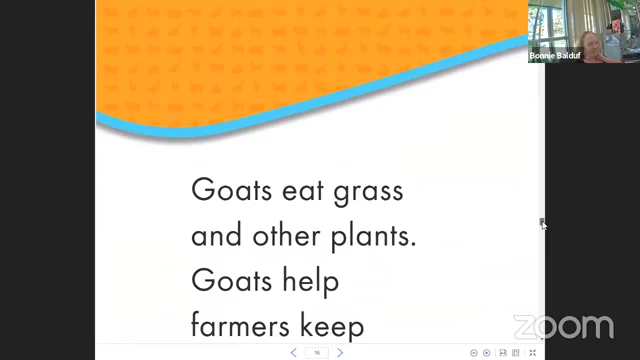 Bonnie Balduf
Goats eat grass
and other plants.
Goats help
farmers keep
zoom
16